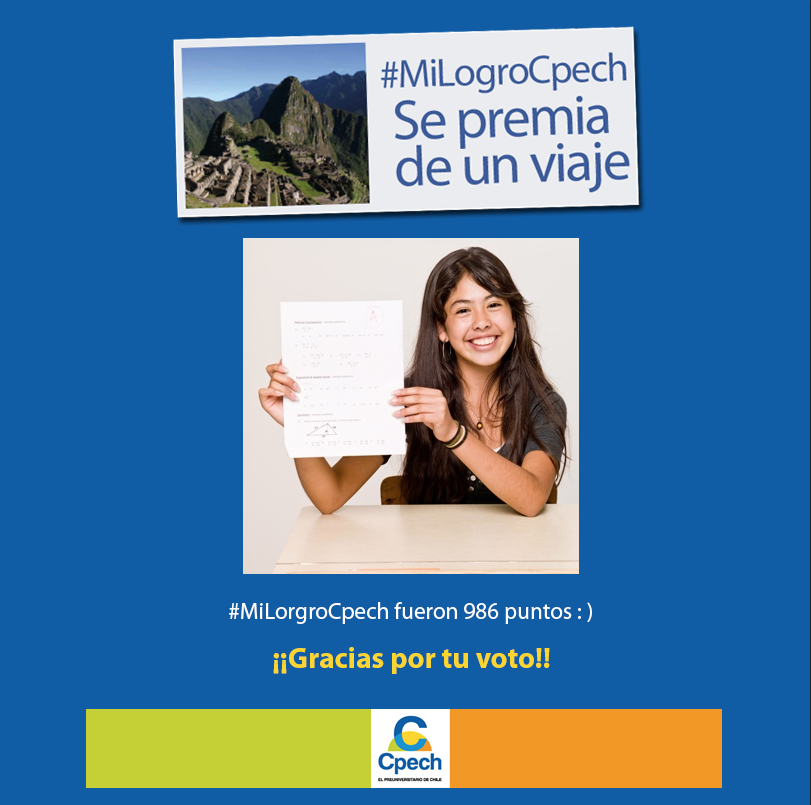 #MiLogroCpech
Se premia
de un viaje
A
#MiLorgroCpech fueron 986 puntos : )
¡¡Gracias por tu voto!!
Cpech
EL PREUNIVERSITARIO DE CHILE